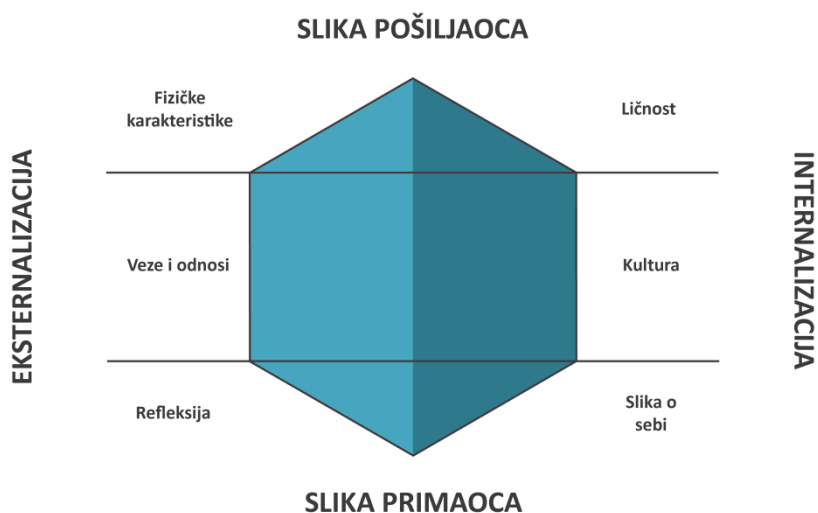 SLIKA POŠILJAOCA
Fizičke
karakteristike
Ličnost
EKSTERNALIZACIJA
INTERNALIZACIJA
Veze i odnosi
Kultura
Refleksija
Slika o
sebi
SLIKA PRIMAOCA